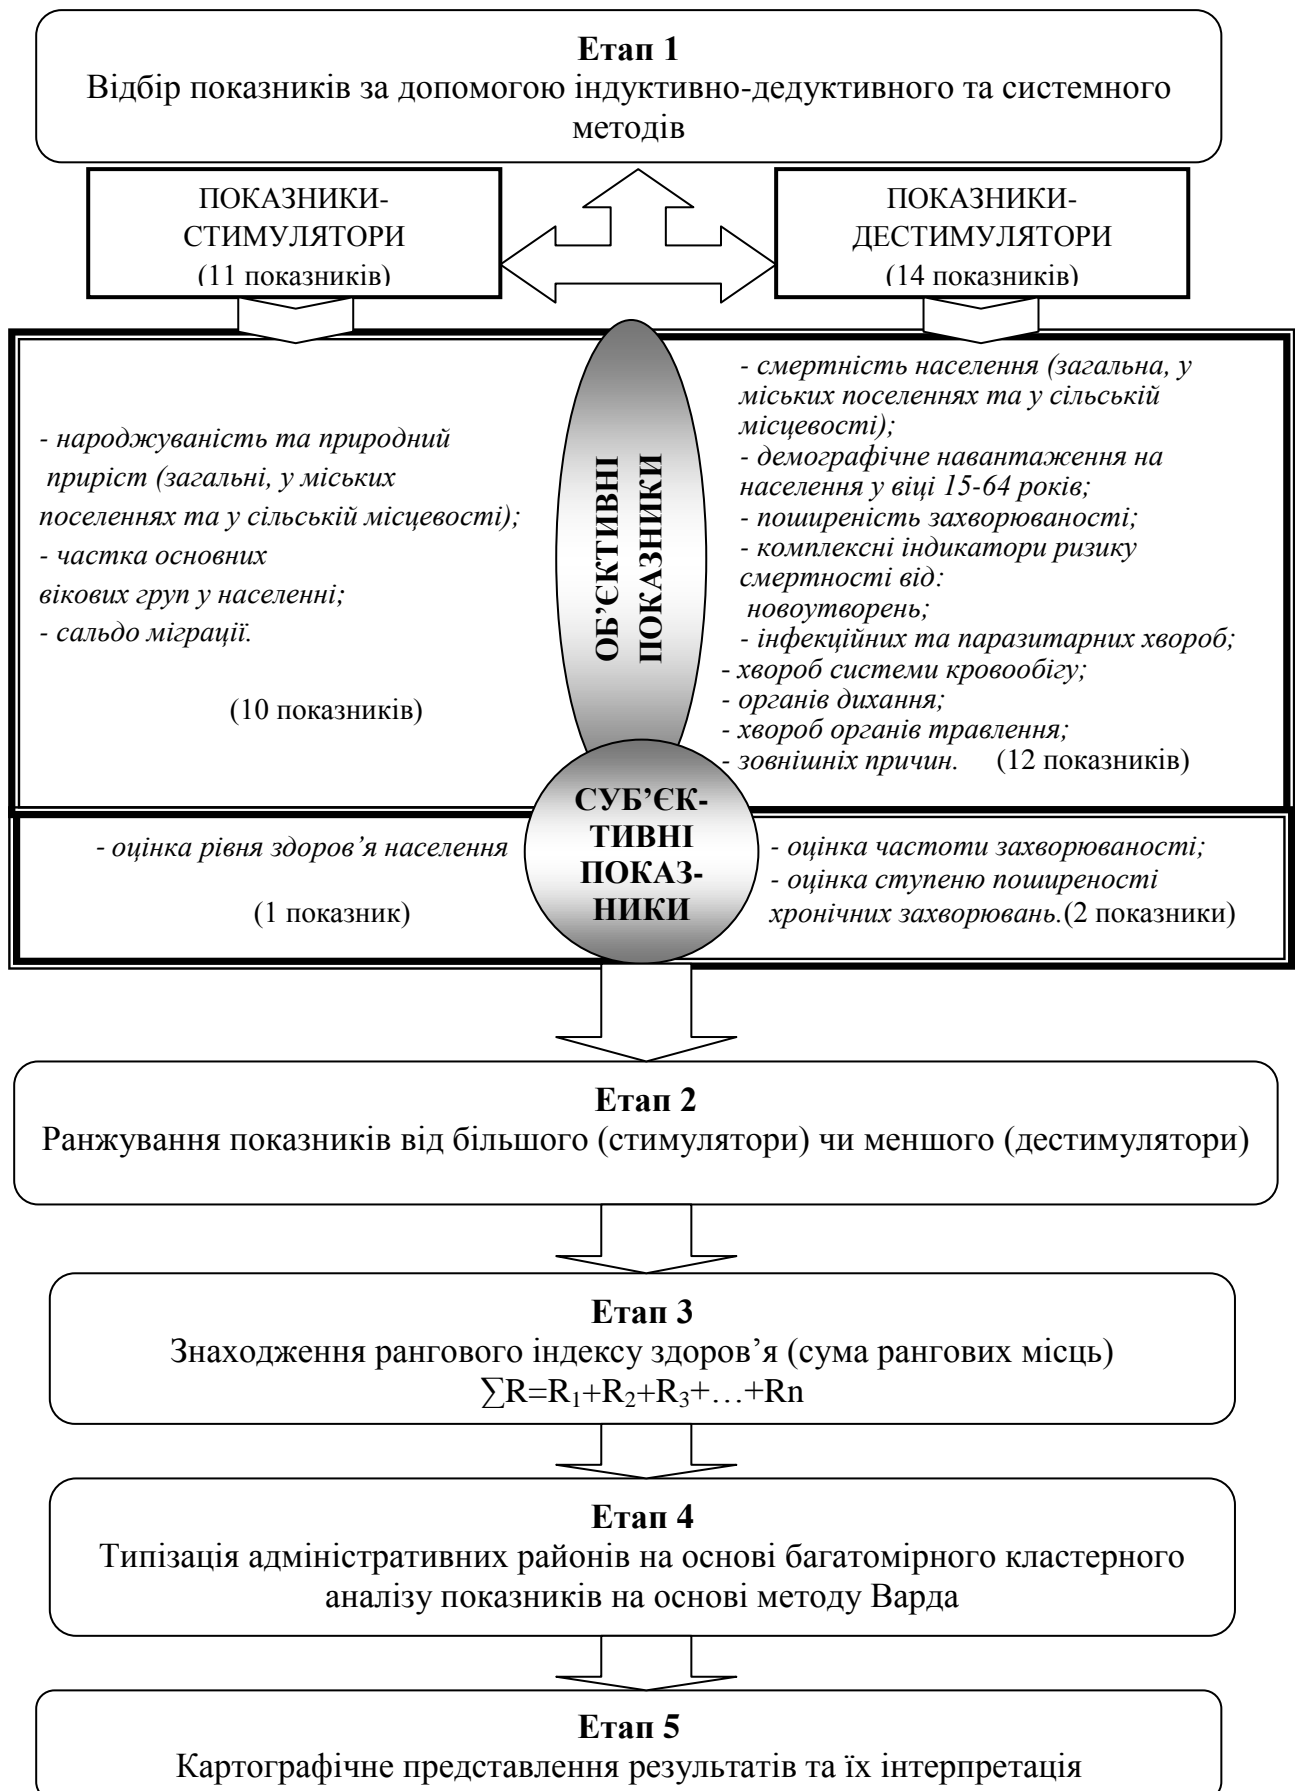 Етап 1
Відбір показників за допомогою індуктивно-дедуктивного та системного
методів
ПОКАЗНИКИ-
СТИМУЛЯТОРИ
(11 показників)
ПОКАЗНИКИ-
ДЕСТИМУЛЯТОРИ
(14 показників)
- народжуваність та природний
приріст (загальні, у міських
поселеннях та у сільській місцевості);
- частка основних
вікових груп у населенні;
- сальдо міграції.
(10 показників)
ОБ’ЄКТИВНІ
ПОКАЗНИКИ
- смертність населення (загальна, у
міських поселеннях та у сільській
місцевості);
- демографічне навантаження на
населення у віці 15-64 років;
- поширеність захворюваності;
- комплексні індикатори ризику
смертності від:
новоутворень;
- інфекційних та паразитарних хвороб;
- хвороб системи кровообігу;
- органів дихання;
- хвороб органів травлення;
- зовнішніх причин. (12 показників)
- оцінка рівня здоров’я населення
(1 показник)
СУБ’ЄК-
ТИВНІ
ПОКАЗ-
НИКИ
- оцінка частоти захворюваності;
- оцінка ступеню поширеності
хронічних захворювань.(2 показники)
Етап 2
Ранжування показників від більшого (стимулятори) чи меншого (дестимулятори)
Етап 3
Знаходження рангового індексу здоров’я (сума рангових місць)
∑R=R₁+R₂+R₃+…+Rn
Етап 4
Типізація адміністративних районів на основі багатомірного кластерного
аналізу показників на основі методу Варда
Етап 5
Картографічне представлення результатів та їх інтерпретація